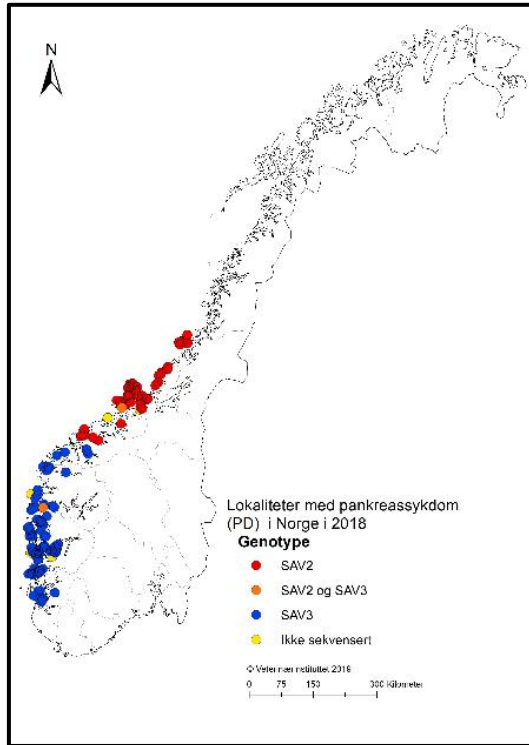 N
Lokaliteter med pankreassykdom
(PD) i Norge i 2018
Genotype
SAV2
SAV2 og SAV3
SAV3
Ikke sekvensert
© Veterinærinstituttet 2019
0 75 150 300 Kilometer